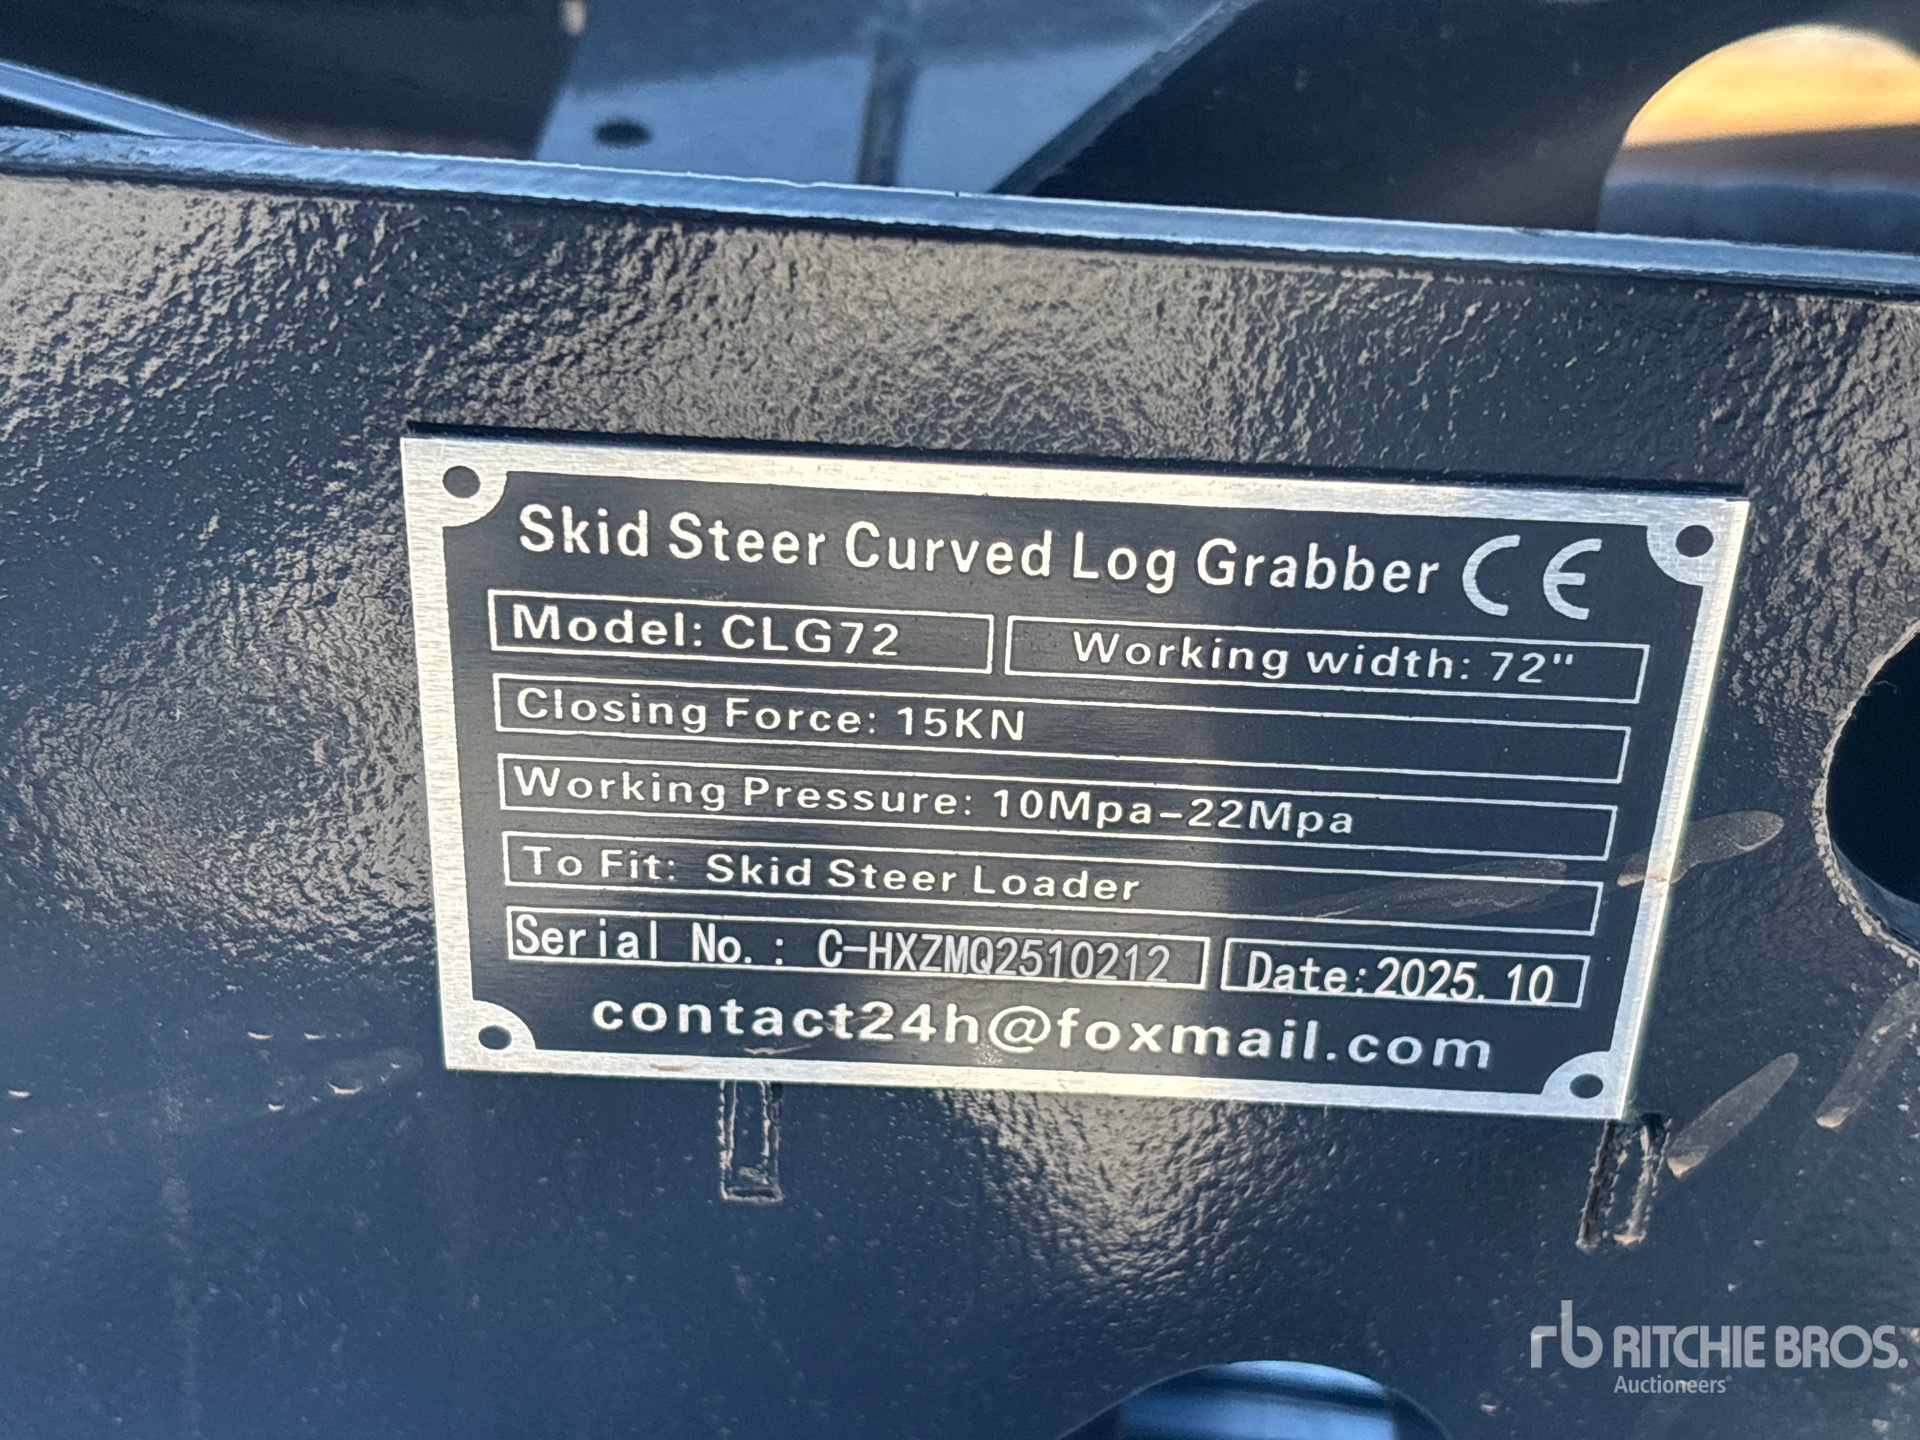 Skid Steer Curved Log Grabber CE
Model: CLG72
Working width: 72"
Closing Force: 15KN
Working Pressure: 10Mpa-22Mpa
To Fit: Skid Steer Loader
Serial No.: C-HXZMQ2510212
Date:2025.10
contact24h@foxmail.com
rb RITCHIE BROS.
Auctioneers